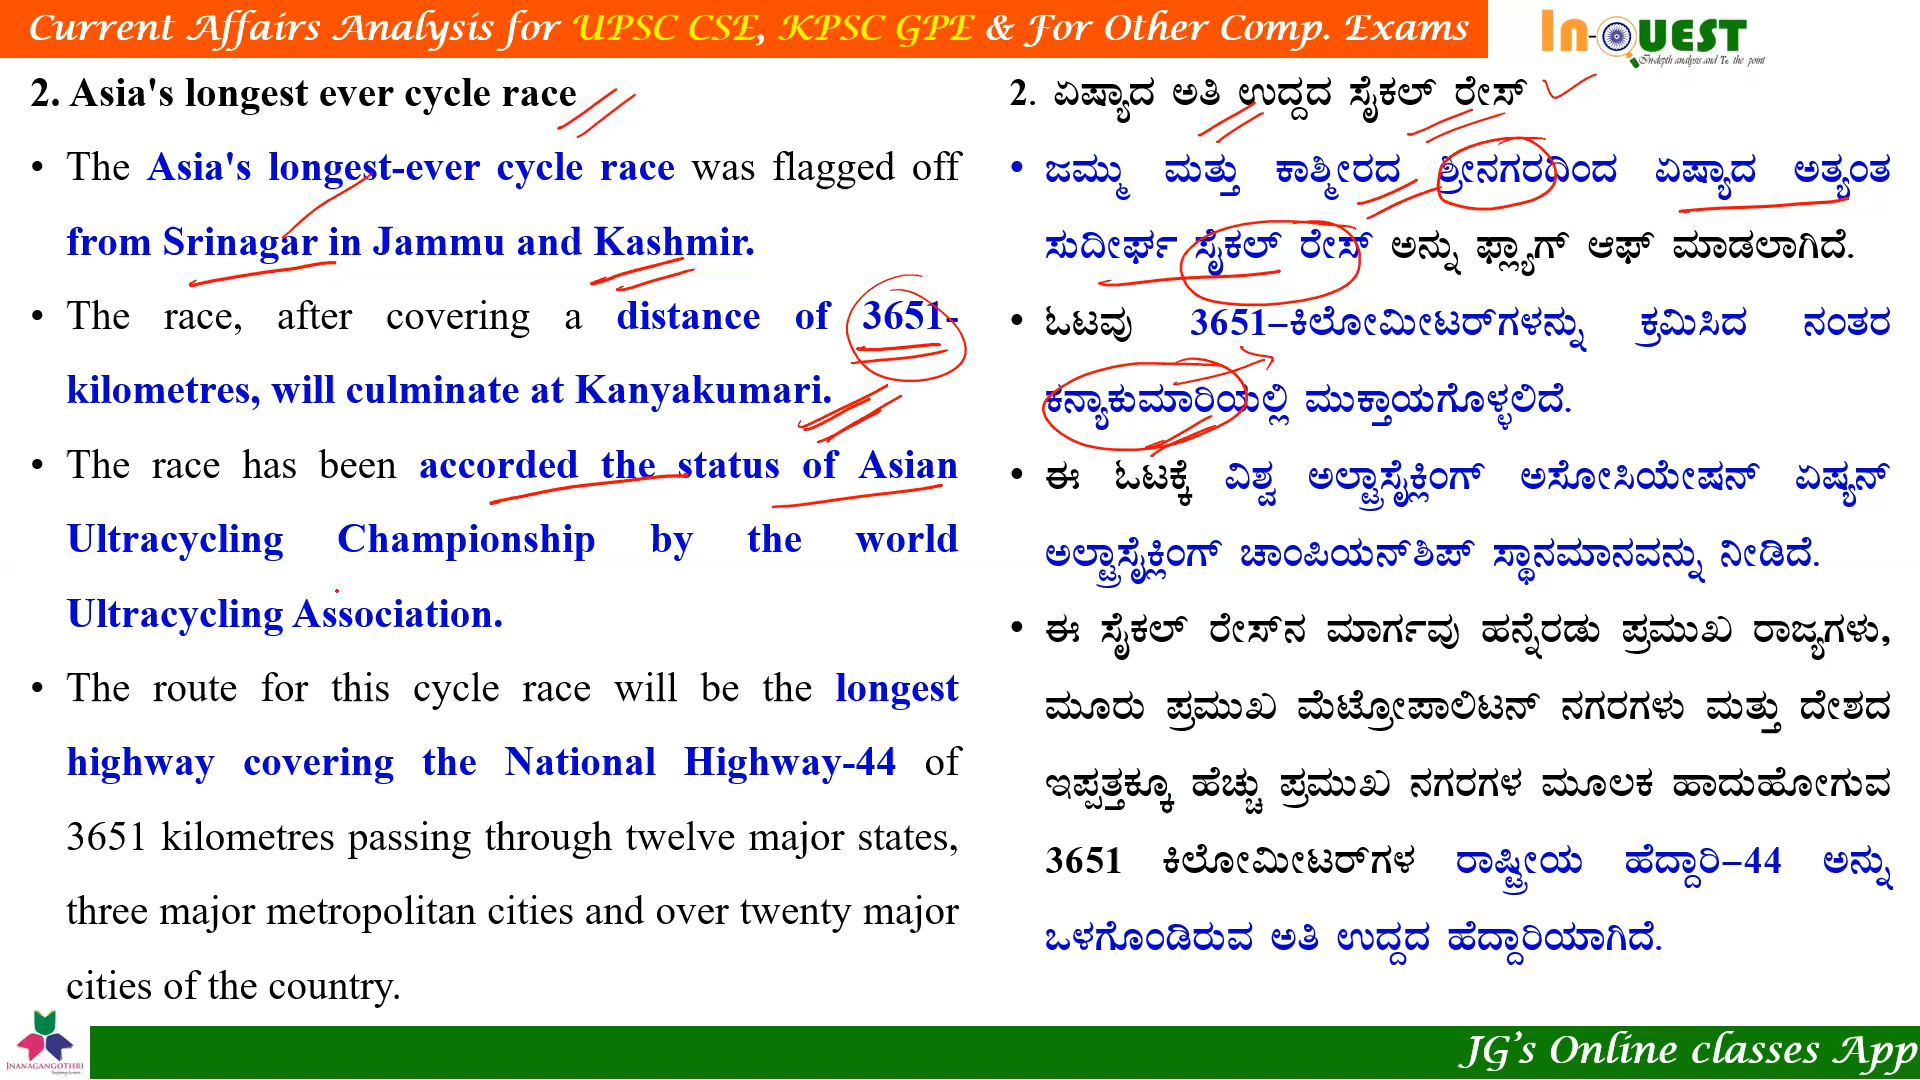 Current Affairs Analysis for UPSC CSE, KPSC GPE & For Other Comp. Exams
In-QUEST
In-depth analysis and To the point
2. Asia's longest ever cycle race
• The Asia's longest-ever cycle race was flagged off
from Srinagar in Jammu and Kashmir.
• The race, after covering a distance of 3651-
kilometres, will culminate at Kanyakumari.
• The race has been accorded the status of Asian
Ultracycling Championship by the world
Ultracycling Association.
• The route for this cycle race will be the longest
highway covering the National Highway-44 of
3651 kilometres passing through twelve major states,
three major metropolitan cities and over twenty major
cities of the country.
2. ಏಷ್ಯಾದ ಅತಿ ಉದ್ದದ ಸೈಕಲ್ ರೇಸ್
• ಜಮ್ಮು ಮತ್ತು ಕಾಶ್ಮೀರದ ಶ್ರೀನಗರದಿಂದ ಏಷ್ಯಾದ ಅತ್ಯಂತ
ಸುದೀರ್ಘ ಸೈಕಲ್ ರೇಸ್ ಅನ್ನು ಫ್ಲ್ಯಾಗ್ ಆಫ್ ಮಾಡಲಾಗಿದೆ.
• ಓಟವು 3651-ಕಿಲೋಮೀಟರ್‌ಗಳನ್ನು ಕ್ರಮಿಸಿದ ನಂತರ
ಕನ್ಯಾಕುಮಾರಿಯಲ್ಲಿ ಮುಕ್ತಾಯಗೊಳ್ಳಲಿದೆ.
• ಈ ಓಟಕ್ಕೆ ವಿಶ್ವ ಅಲ್ಟ್ರಾಸೈಕ್ಲಿಂಗ್ ಅಸೋಸಿಯೇಷನ್ ಏಷ್ಯನ್
ಅಲ್ಟ್ರಾಸೈಕ್ಲಿಂಗ್ ಚಾಂಪಿಯನ್‌ಶಿಪ್ ಸ್ಥಾನಮಾನವನ್ನು ನೀಡಿದೆ.
• ಈ ಸೈಕಲ್ ರೇಸ್‌ನ ಮಾರ್ಗವು ಹನ್ನೆರಡು ಪ್ರಮುಖ ರಾಜ್ಯಗಳು,
ಮೂರು ಪ್ರಮುಖ ಮೆಟ್ರೋಪಾಲಿಟನ್ ನಗರಗಳು ಮತ್ತು ದೇಶದ
ಇಪ್ಪತ್ತಕ್ಕೂ ಹೆಚ್ಚು ಪ್ರಮುಖ ನಗರಗಳ ಮೂಲಕ ಹಾದುಹೋಗುವ
3651 ಕಿಲೋಮೀಟರ್‌ಗಳ ರಾಷ್ಟ್ರೀಯ ಹೆದ್ದಾರಿ-44 ಅನ್ನು
ಒಳಗೊಂಡಿರುವ ಅತಿ ಉದ್ದದ ಹೆದ್ದಾರಿಯಾಗಿದೆ.
JNANAGANGOTHRI
JG's Online classes App